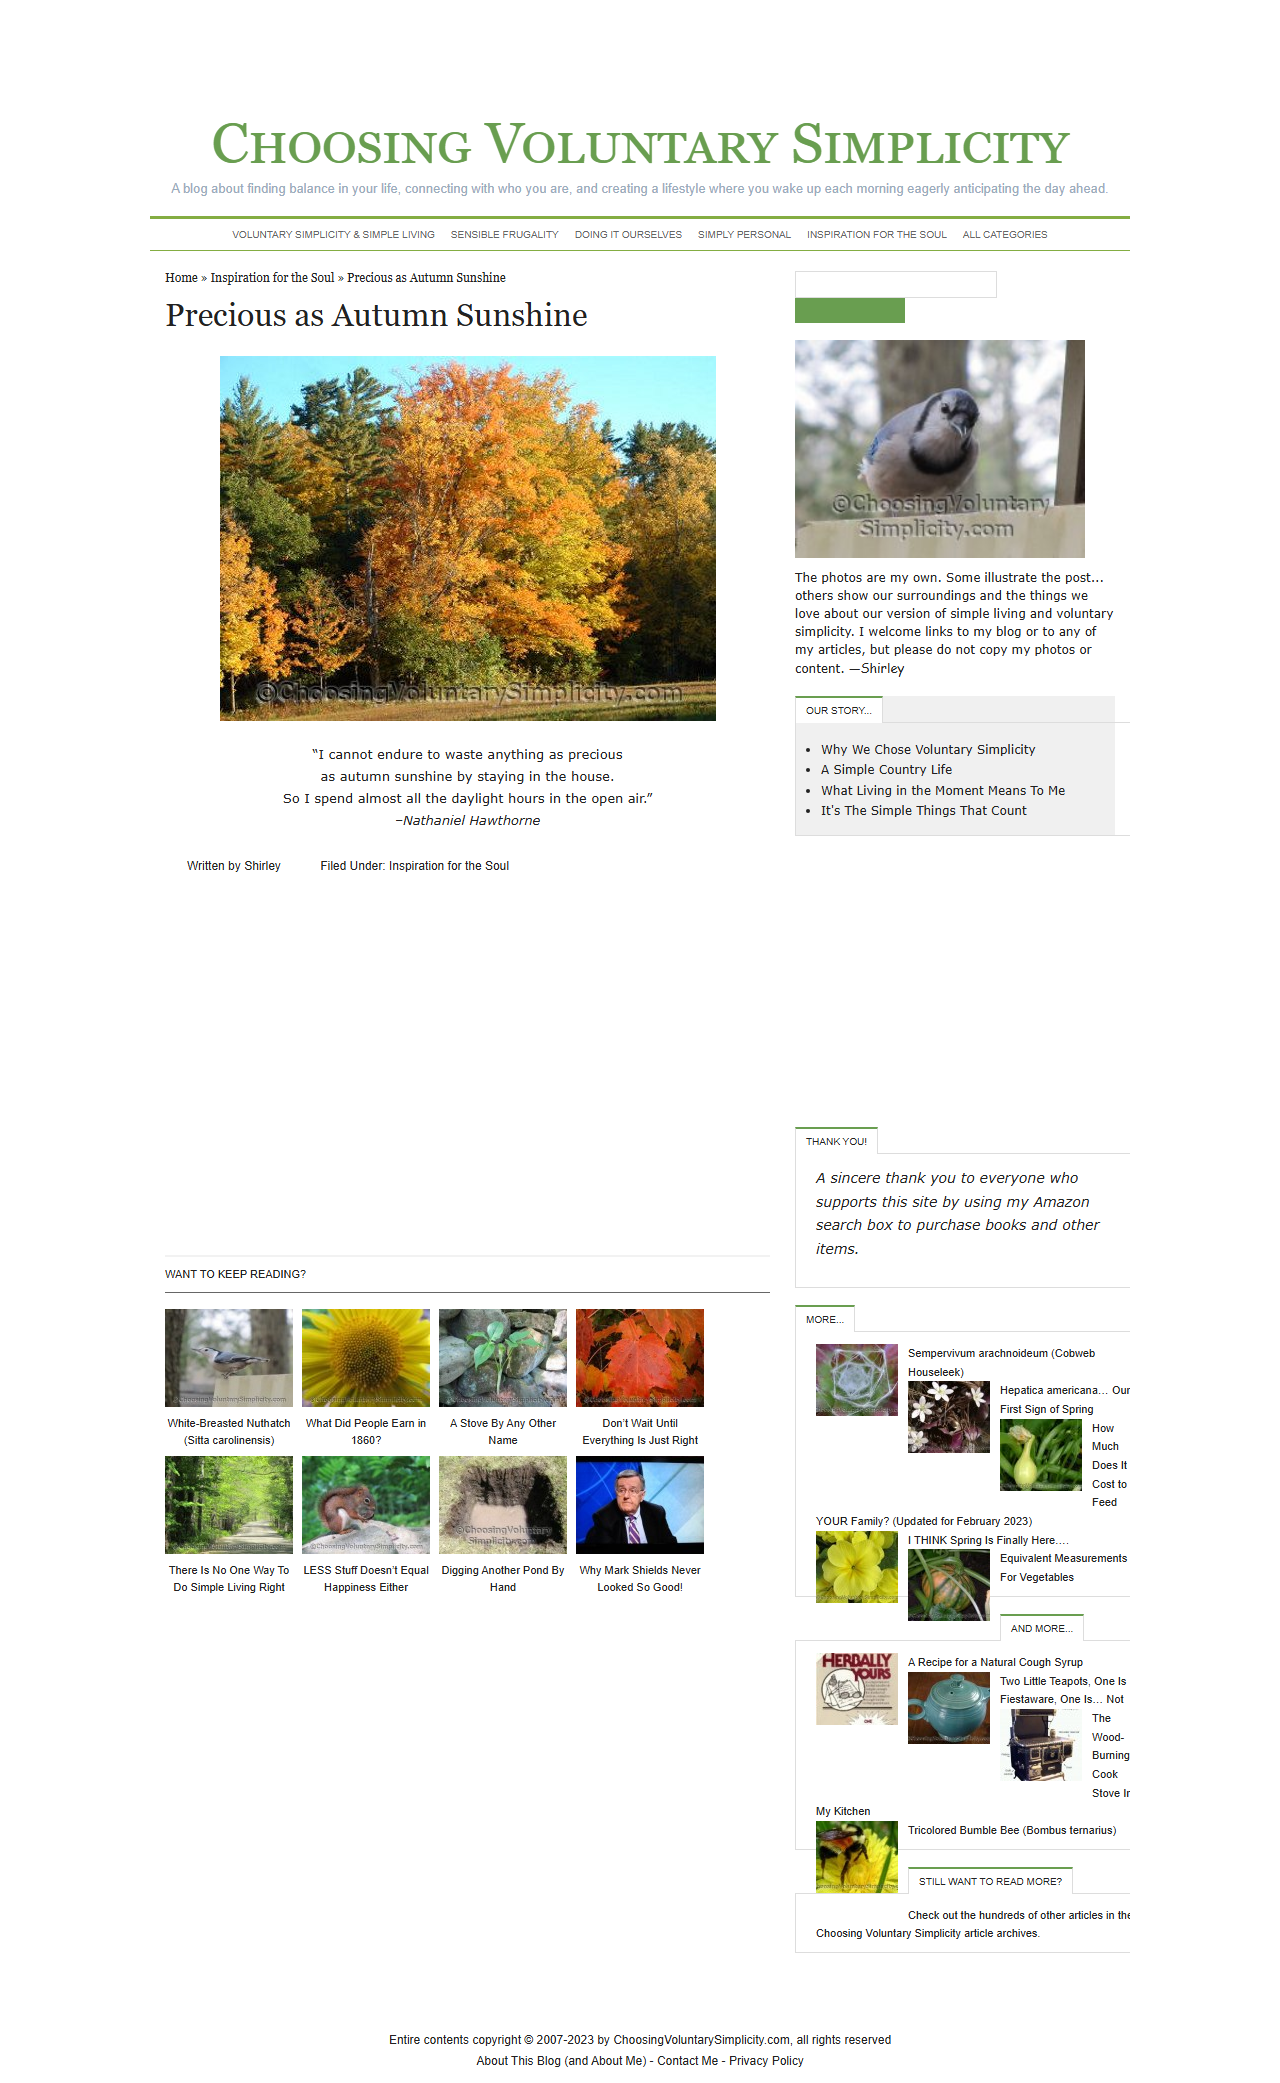 Choosing Voluntary Simplicity
A blog about finding balance in your life, connecting with who you are, and creating a lifestyle where you wake up each morning eagerly anticipating the day ahead.
VOLUNTARY SIMPLICITY & SIMPLE LIVING SENSIBLE FRUGALITY DOING IT OURSELVES SIMPLY PERSONAL INSPIRATION FOR THE SOUL ALL CATEGORIES
Home » Inspiration for the Soul » Precious as Autumn Sunshine
Precious as Autumn Sunshine
©ChoosingVoluntarySimplicity.com
“I cannot endure to waste anything as precious
as autumn sunshine by staying in the house.
So I spend almost all the daylight hours in the open air.”
–Nathaniel Hawthorne
Written by Shirley Filed Under: Inspiration for the Soul
WANT TO KEEP READING?
White-Breasted Nuthatch
(Sitta carolinensis)
What Did People Earn in
1860?
A Stove By Any Other
Name
Don’t Wait Until
Everything Is Just Right
There Is No One Way To
Do Simple Living Right
LESS Stuff Doesn’t Equal
Happiness Either
©ChoosingVoluntary
Simplicity.com
Digging Another Pond By
Hand
Why Mark Shields Never
Looked So Good!
©ChoosingVoluntary
Simplicity.com
The photos are my own. Some illustrate the post...
others show our surroundings and the things we
love about our version of simple living and voluntary
simplicity. I welcome links to my blog or to any of
my articles, but please do not copy my photos or
content. —Shirley
OUR STORY...
• Why We Chose Voluntary Simplicity
• A Simple Country Life
• What Living in the Moment Means To Me
• It's The Simple Things That Count
THANK YOU!
A sincere thank you to everyone who
supports this site by using my Amazon
search box to purchase books and other
items.
MORE...
Sempervivum arachnoideum (Cobweb
Houseleek)
Hepatica americana… Our
First Sign of Spring
How
Much
Does It
Cost to
Feed
YOUR Family? (Updated for February 2023)
I THINK Spring Is Finally Here….
Equivalent Measurements
For Vegetables
AND MORE...
HERBALLY
YOURS
A Recipe for a Natural Cough Syrup
Two Little Teapots, One Is
Fiestaware, One Is… Not
The
Wood-
Burning
Cook
Stove In
My Kitchen
Tricolored Bumble Bee (Bombus ternarius)
STILL WANT TO READ MORE?
Check out the hundreds of other articles in the
Choosing Voluntary Simplicity article archives.
Entire contents copyright © 2007-2023 by ChoosingVoluntarySimplicity.com, all rights reserved
About This Blog (and About Me) - Contact Me - Privacy Policy